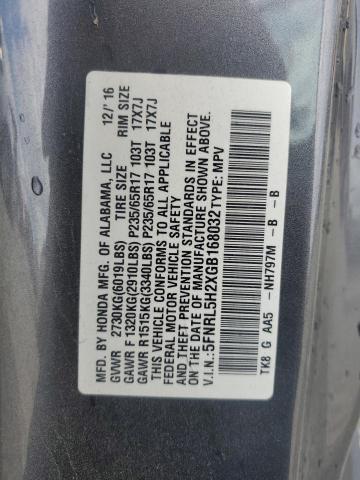 MFD. BY HONDA MFG. OF ALABAMA, LLC 12/'16
GVWR 2730KG(6019LBS) TIRE SIZE RIM SIZE
GAWR F 1320KG(2910LBS) P235/65R17 103T 17X7J
GAWR R1515KG(3340LBS) P235/65R17 103T 17X7J
THIS VEHICLE CONFORMS TO ALL APPLICABLE
FEDERAL MOTOR VEHICLE SAFETY
AND THEFT PREVENTION STANDARDS IN EFFECT
ON THE DATE OF MANUFACTURE SHOWN ABOVE.
V.I.N.: 5FNRL5H2XGB168032 TYPE: MPV
TK8 G AA5 -NH797M -B -B